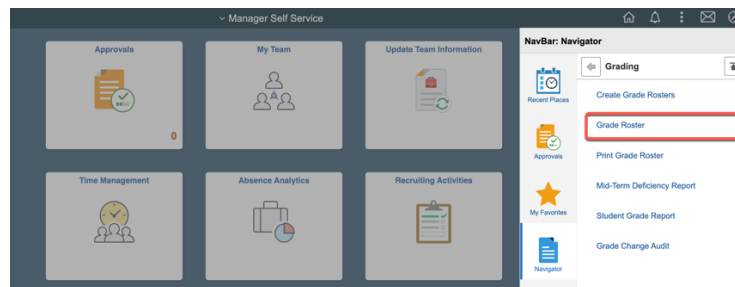 Manager Self Service
Approvals
My Team
Update Team Information
0
Time Management
Absence Analytics
Recruiting Activities
NavBar: Navigator
Recent Places
Approvals
My Favorites
Navigator
Grading
Create Grade Rosters
Grade Roster
Print Grade Roster
Mid-Term Deficiency Report
Student Grade Report
Grade Change Audit